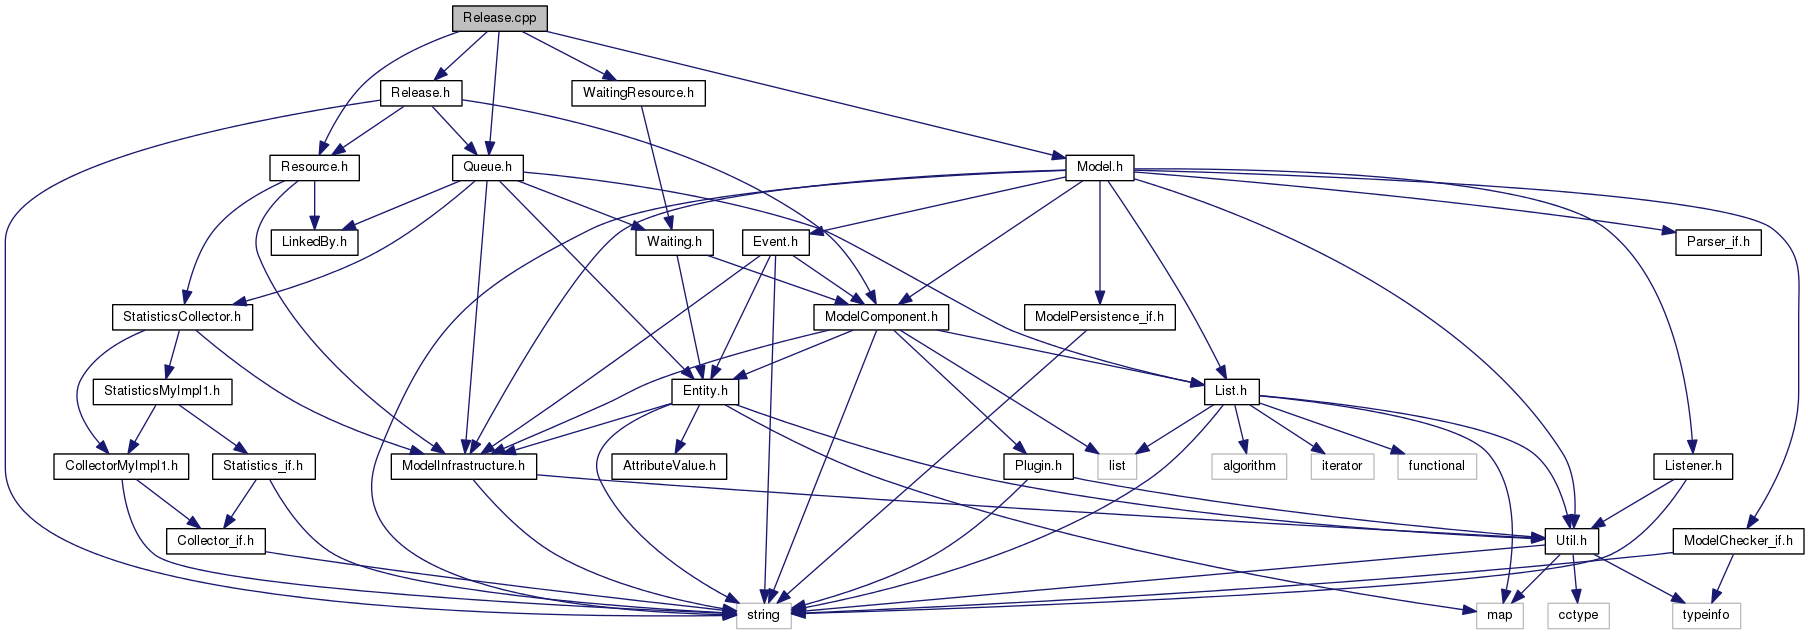 Release.cpp
Release.h
WaitingResource.h
Resource.h
Queue.h
Model.h
LinkedBy.h
Waiting.h
Event.h
Parser_if.h
StatisticsCollector.h
ModelComponent.h
ModelPersistence_if.h
StatisticsMyImpl1.h
Entity.h
List.h
CollectorMyImpl1.h
Statistics_if.h
ModelInfrastructure.h
AttributeValue.h
Plugin.h
list
algorithm
iterator
functional
Listener.h
Collector_if.h
Util.h
ModelChecker_if.h
string
map
cctype
typeinfo